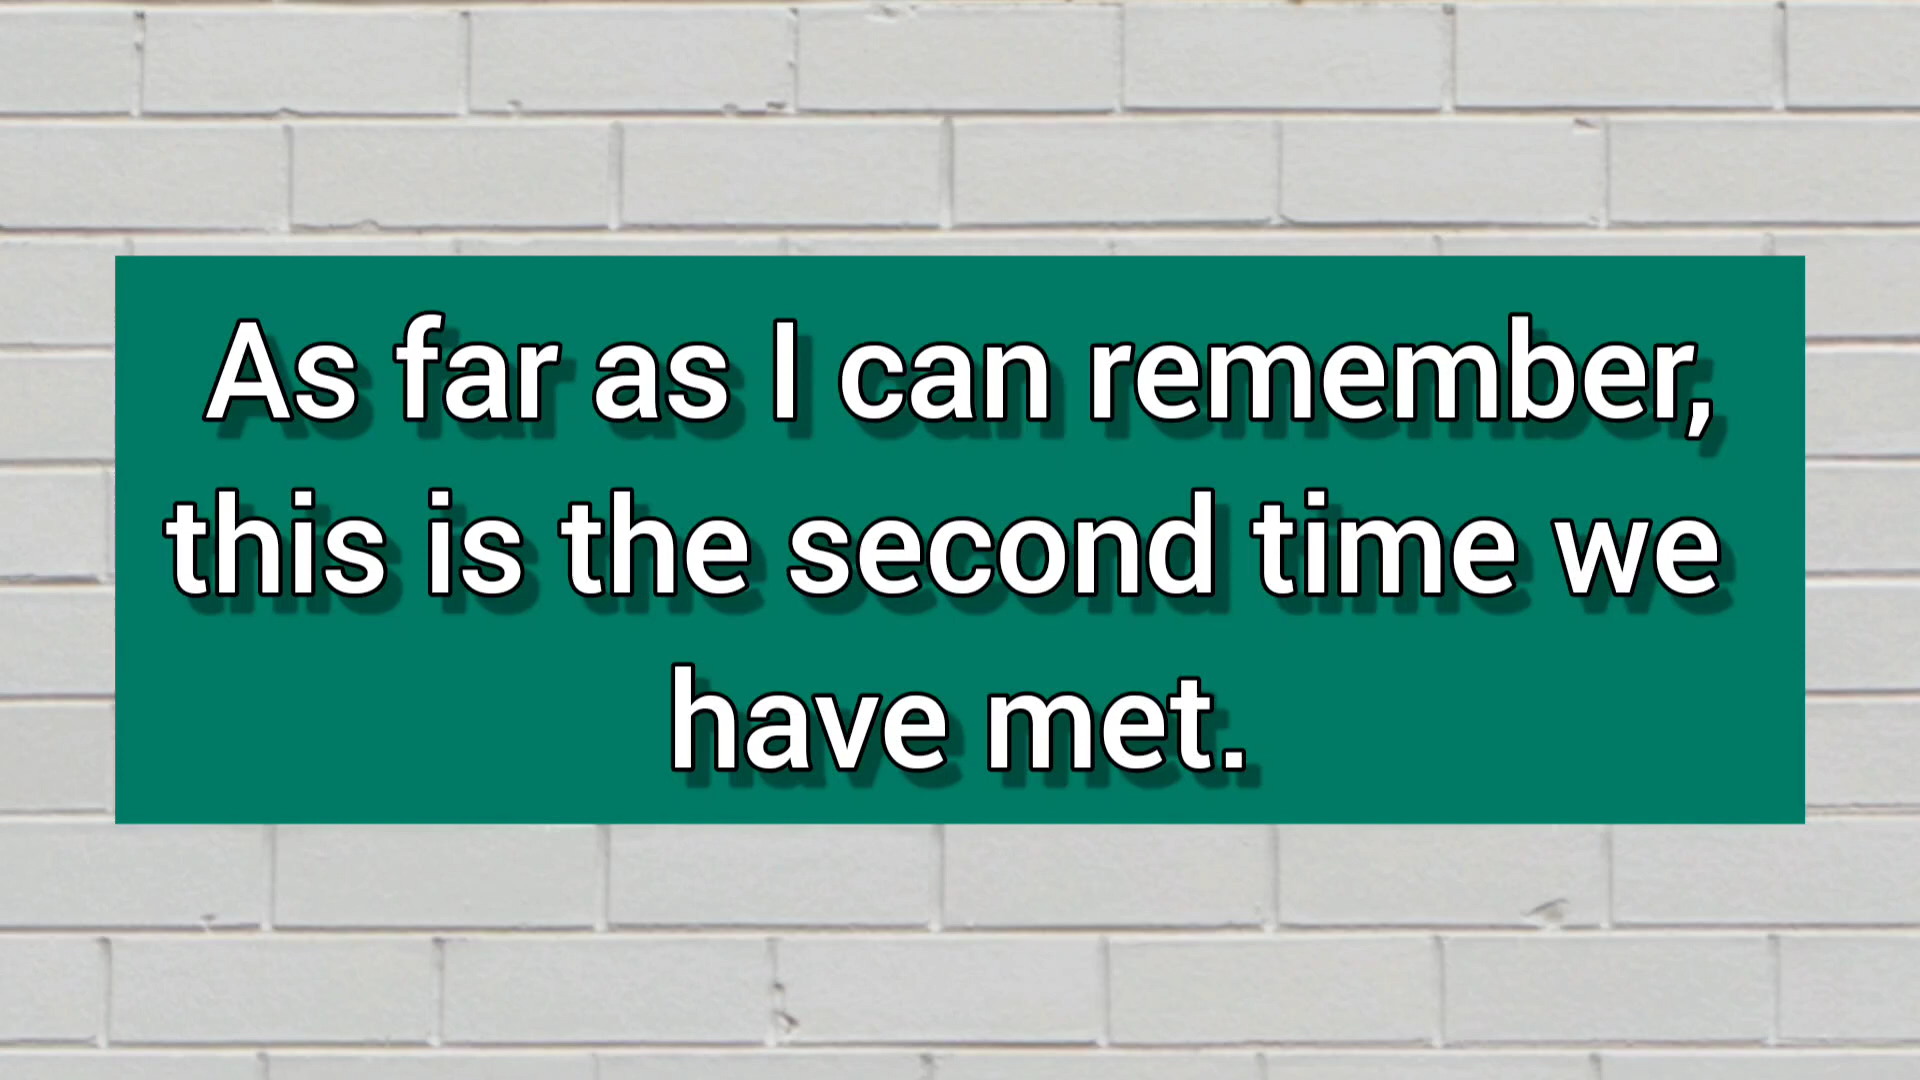 As far as I can remember,
this is the second time we
have met.